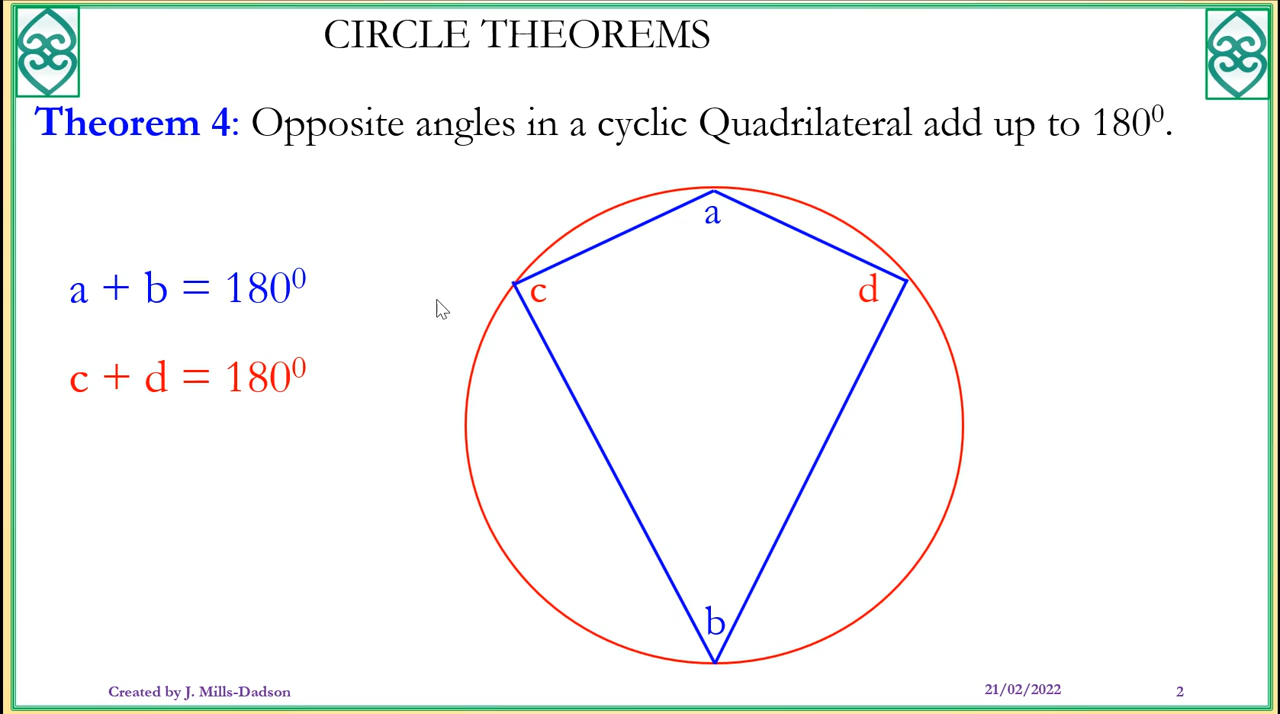 CIRCLE THEOREMS
Theorem 4: Opposite angles in a cyclic Quadrilateral add up to 180⁰.
a
a + b = 180⁰
c d
c + d = 180⁰
b
Created by J. Mills-Dadson 21/02/2022 2